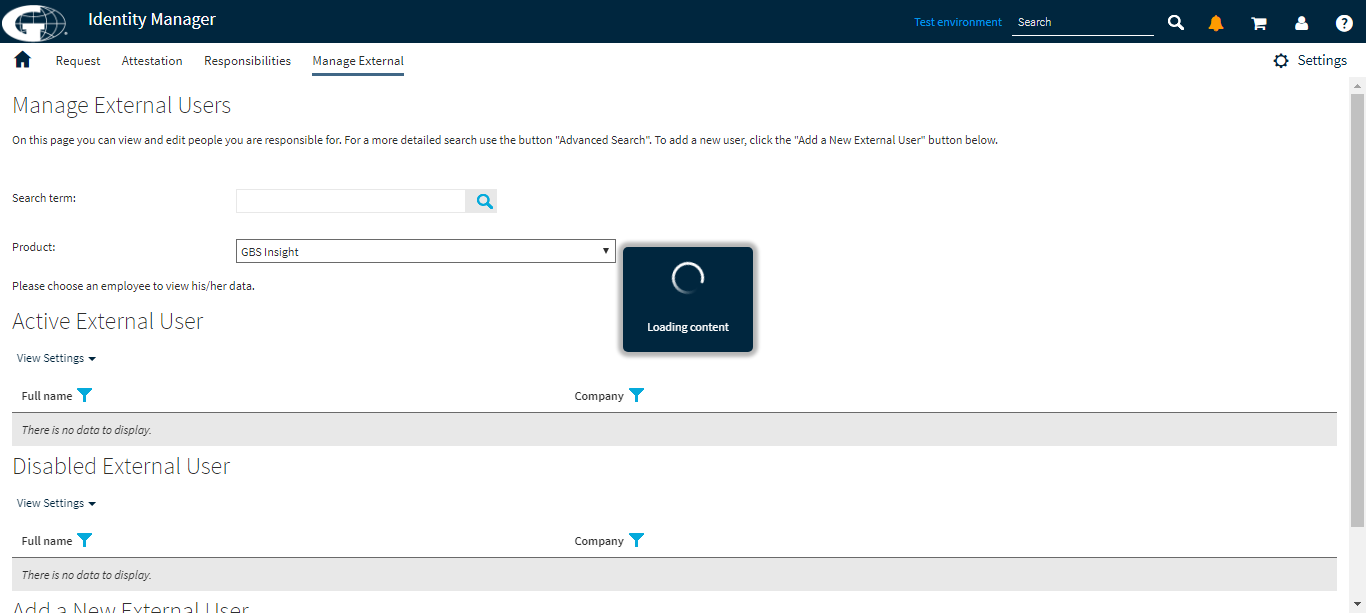 Identity Manager
Test environment
Search
Request
Attestation
Responsibilities
Manage External
Settings
Manage External Users
On this page you can view and edit people you are responsible for. For a more detailed search use the button "Advanced Search". To add a new user, click the "Add a New External User" button below.
Search term:
Product:
GBS Insight
Loading content
Please choose an employee to view his/her data.
Active External User
View Settings
Full name
Company
There is no data to display.
Disabled External User
View Settings
Full name
Company
There is no data to display.
Add a New External User